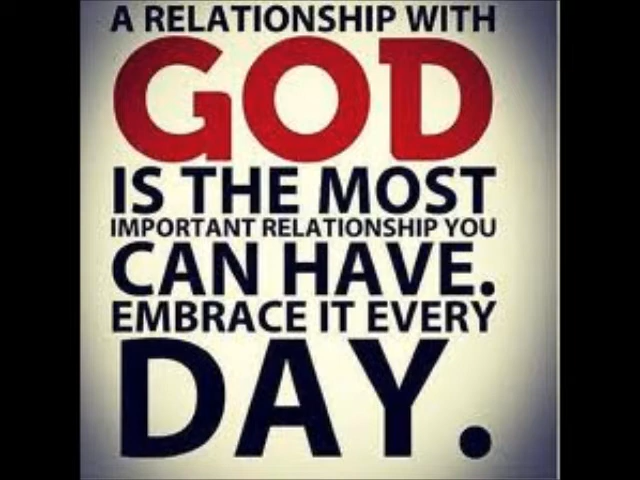 A RELATIONSHIP WITH
GOD
IS THE MOST
IMPORTANT RELATIONSHIP YOU
CAN HAVE.
EMBRACE IT EVERY
DAY.